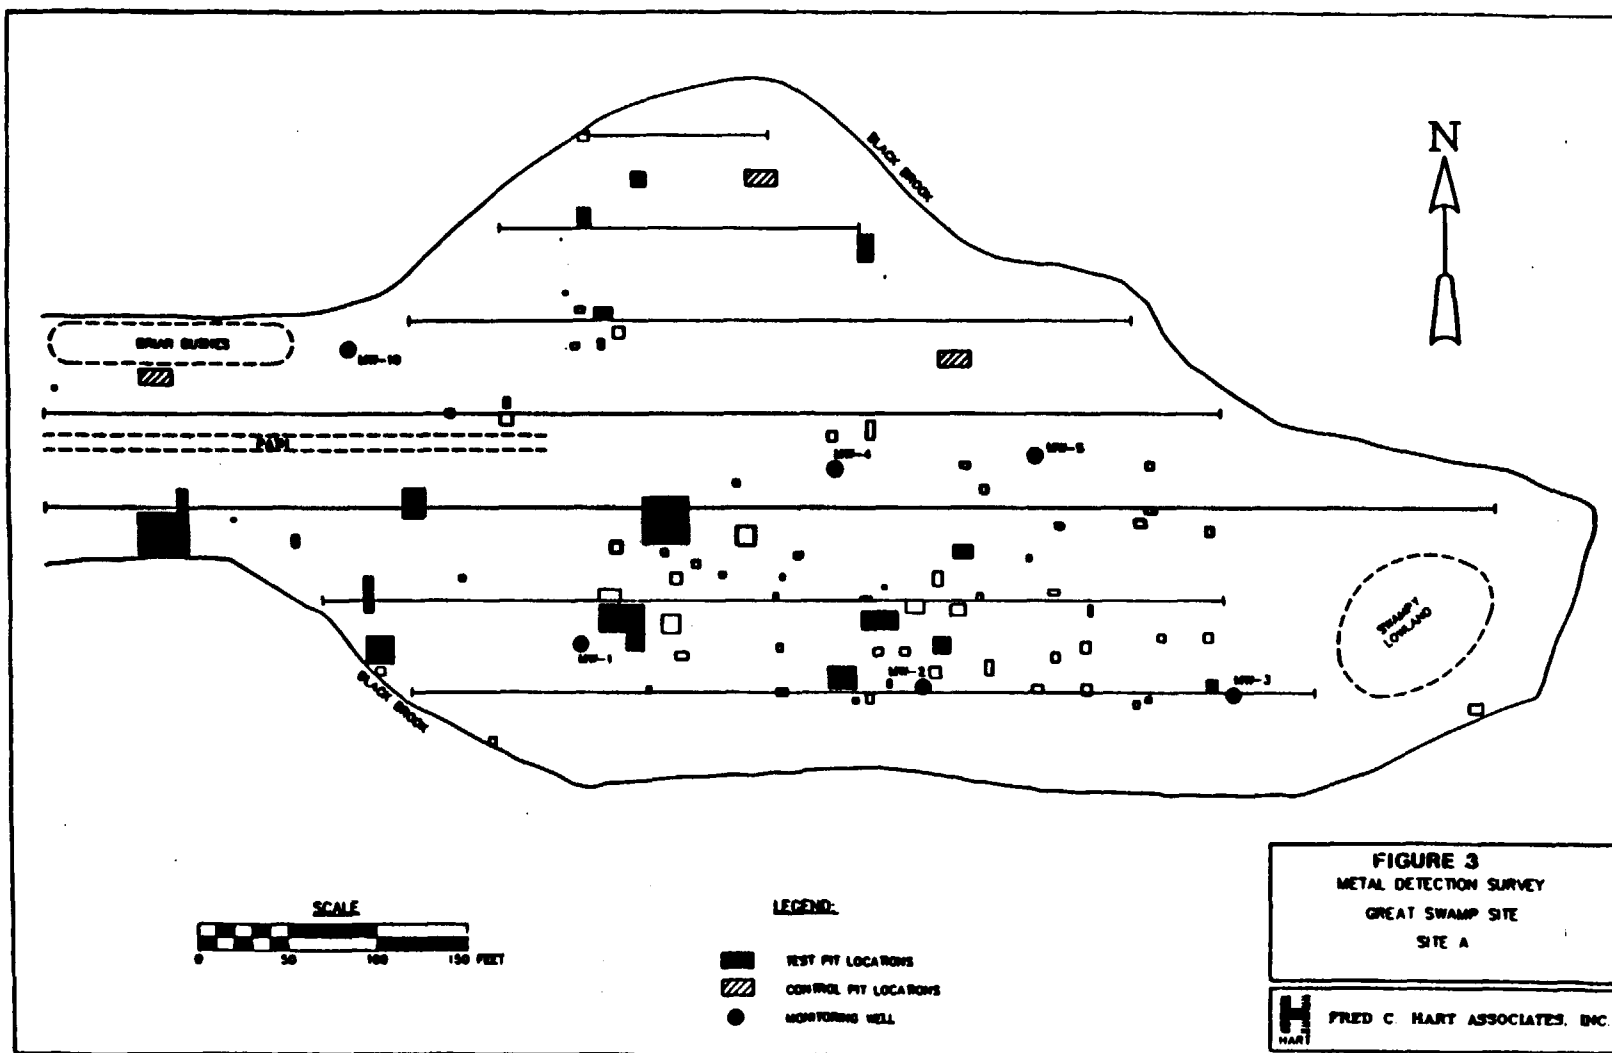 N
BLACK BROOK
BRIAR BUSHES
MW-10
MW-4
MW-5
SWAMPY
LOWLAND
MW-1
MW-2
MW-3
BLACK BROOK
SCALE
0 50 100 150 FEET
LEGEND:
TEST PIT LOCATIONS
CONTROL PIT LOCATIONS
MONITORING WELL
FIGURE 3
METAL DETECTION SURVEY
GREAT SWAMP SITE
SITE A
HART
FRED C. HART ASSOCIATES, INC.